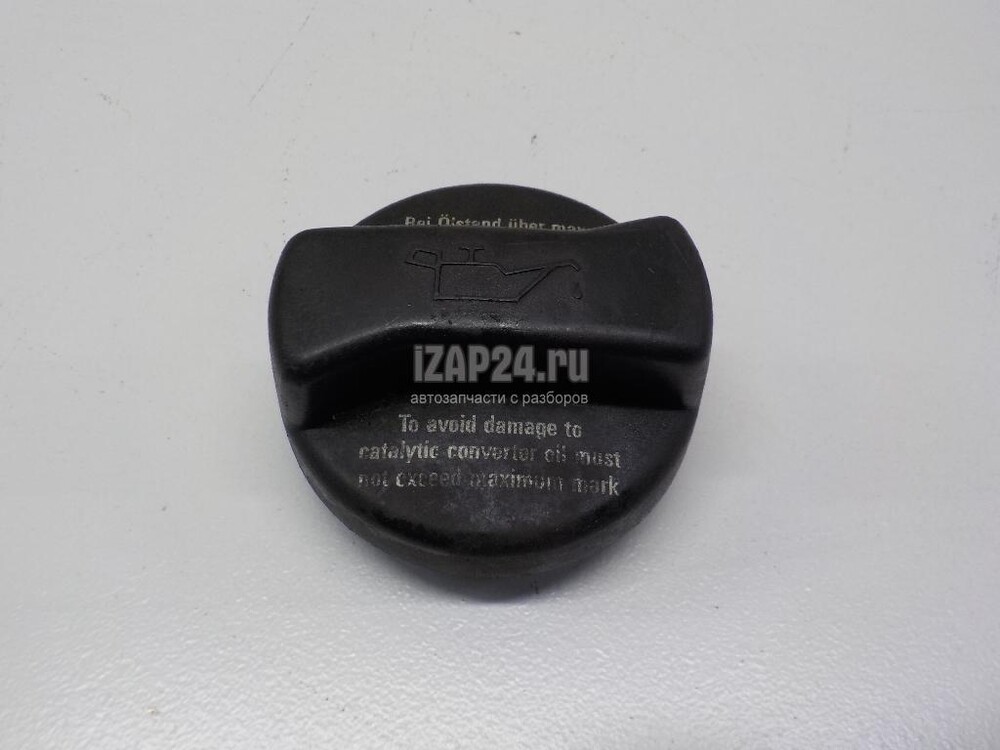 Bei Ölstand über max
iZAP24.ru
автозапчасти с разборов
To avoid damage to
catalytic converter oil must
not exceed maximum mark